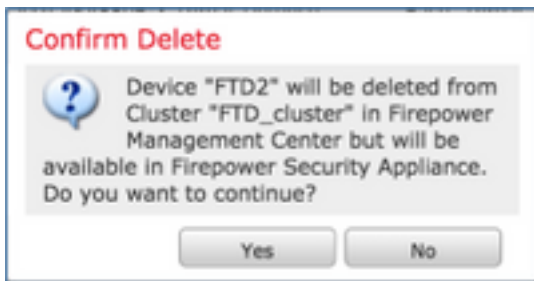 Confirm Delete
Device "FTD2" will be deleted from
Cluster "FTD_cluster" in Firepower
Management Center but will be
available in Firepower Security Appliance.
Do you want to continue?
Yes No